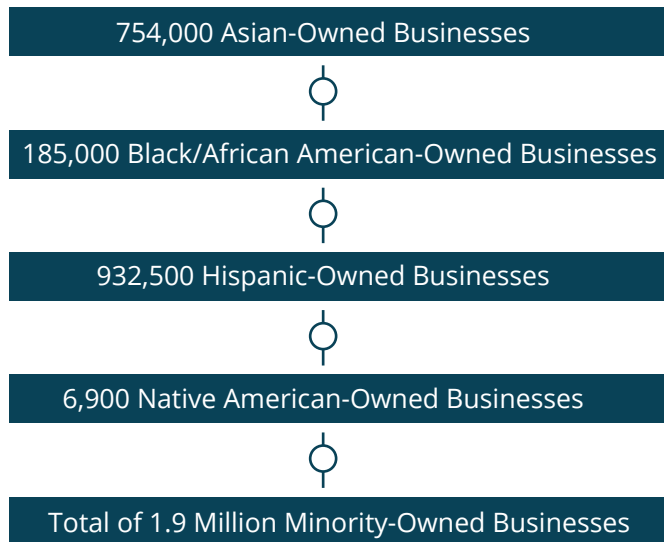 754,000 Asian-Owned Businesses
185,000 Black/African American-Owned Businesses
932,500 Hispanic-Owned Businesses
6,900 Native American-Owned Businesses
Total of 1.9 Million Minority-Owned Businesses